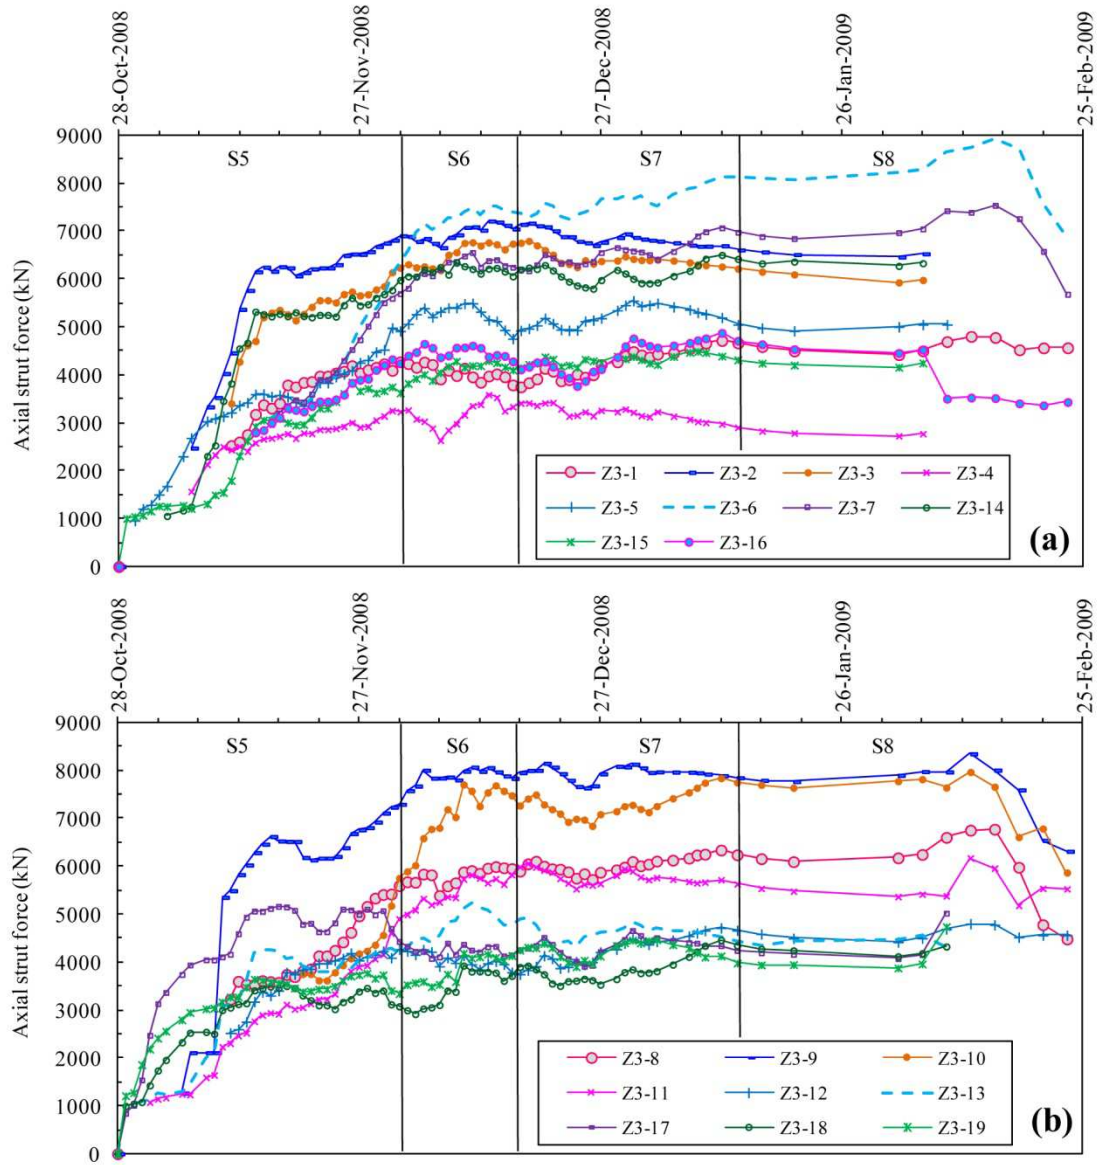 28-Oct-2008
27-Nov-2008
27-Dec-2008
26-Jan-2009
25-Feb-2009
Axial strut force (kN)
9000
8000
7000
6000
5000
4000
3000
2000
1000
0
S5 S6 S7 S8
Z3-1 Z3-2 Z3-3 Z3-4
Z3-5 Z3-6 Z3-7 Z3-14
Z3-15 Z3-16
(a)
28-Oct-2008
27-Nov-2008
27-Dec-2008
26-Jan-2009
25-Feb-2009
Axial strut force (kN)
9000
8000
7000
6000
5000
4000
3000
2000
1000
0
S5 S6 S7 S8
Z3-8 Z3-9 Z3-10
Z3-11 Z3-12 Z3-13
Z3-17 Z3-18 Z3-19
(b)